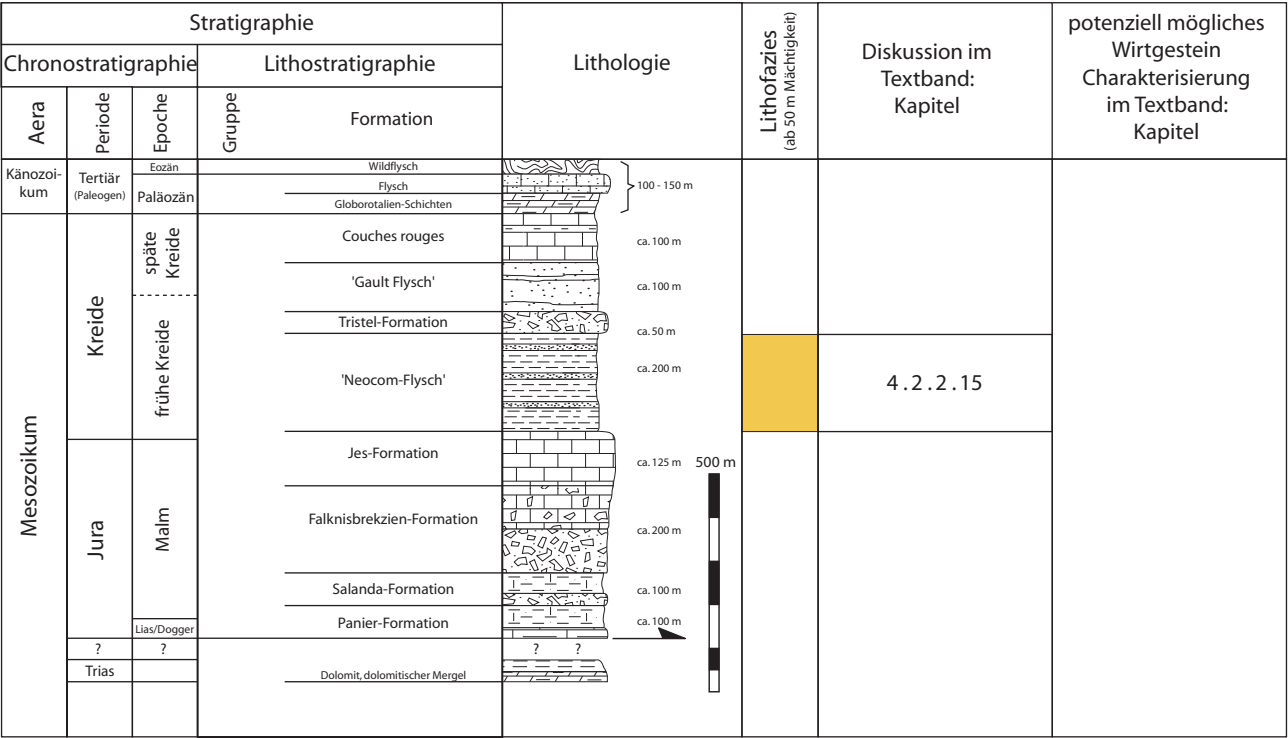 Stratigraphie
Chronostratigraphie
Lithostratigraphie
Aera
Periode
Epoche
Gruppe
Formation
Lithologie
Lithofazies
(ab 50 m Mächtigkeit)
Diskussion im
Textband:
Kapitel
potenziell mögliches
Wirtgestein
Charakterisierung
im Textband:
Kapitel
Känozoi-
kum
Tertiär
(Paleogen)
Eozän
Paläozän
Wildflysch
Flysch
Globorotalien-Schichten
100 - 150 m
Mesozoikum
Kreide
späte
Kreide
frühe Kreide
Couches rouges
ca. 100 m
'Gault Flysch'
ca. 100 m
Tristel-Formation
ca. 50 m
'Neocom-Flysch'
ca. 200 m
4 . 2 . 2 . 15
Jura
Malm
Lias/Dogger
Jes-Formation
ca. 125 m
500 m
Falknisbrekzien-Formation
ca. 200 m
Salanda-Formation
ca. 100 m
Panier-Formation
ca. 100 m
?
?
?
?
Trias
Dolomit, dolomitischer Mergel